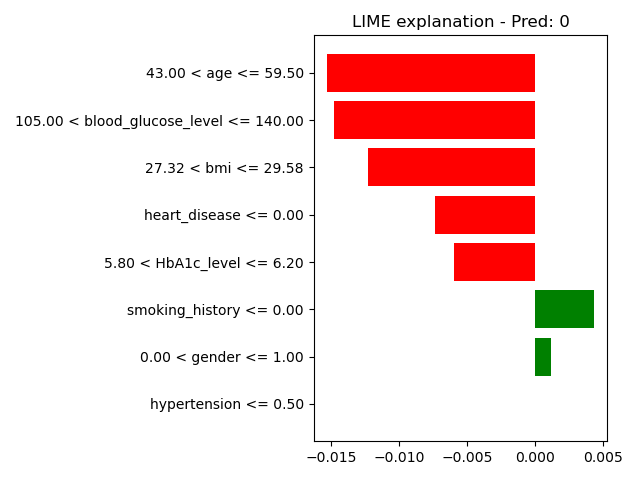 LIME explanation - Pred: 0
43.00 < age <= 59.50
105.00 < blood_glucose_level <= 140.00
27.32 < bmi <= 29.58
heart_disease <= 0.00
5.80 < HbA1c_level <= 6.20
smoking_history <= 0.00
0.00 < gender <= 1.00
hypertension <= 0.50
−0.015 −0.010 −0.005 0.000 0.005